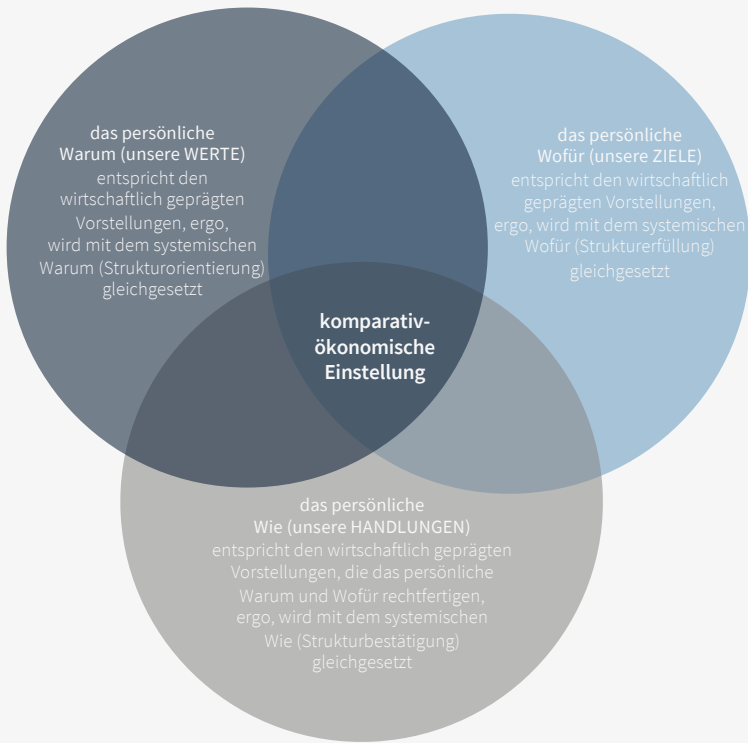 das persönliche
Warum (unsere WERTE)
entspricht den
wirtschaftlich geprägten
Vorstellungen, ergo,
wird mit dem systemischen
Warum (Strukturorientierung)
gleichgesetzt
das persönliche
Wofür (unsere ZIELE)
entspricht den wirtschaftlich
geprägten Vorstellungen,
ergo, wird mit dem systemischen
Wofür (Strukturerfüllung)
gleichgesetzt
komparativ-
ökonomische
Einstellung
das persönliche
Wie (unsere HANDLUNGEN)
entspricht den wirtschaftlich geprägten
Vorstellungen, die das persönliche
Warum und Wofür rechtfertigen,
ergo, wird mit dem systemischen
Wie (Strukturbestätigung)
gleichgesetzt